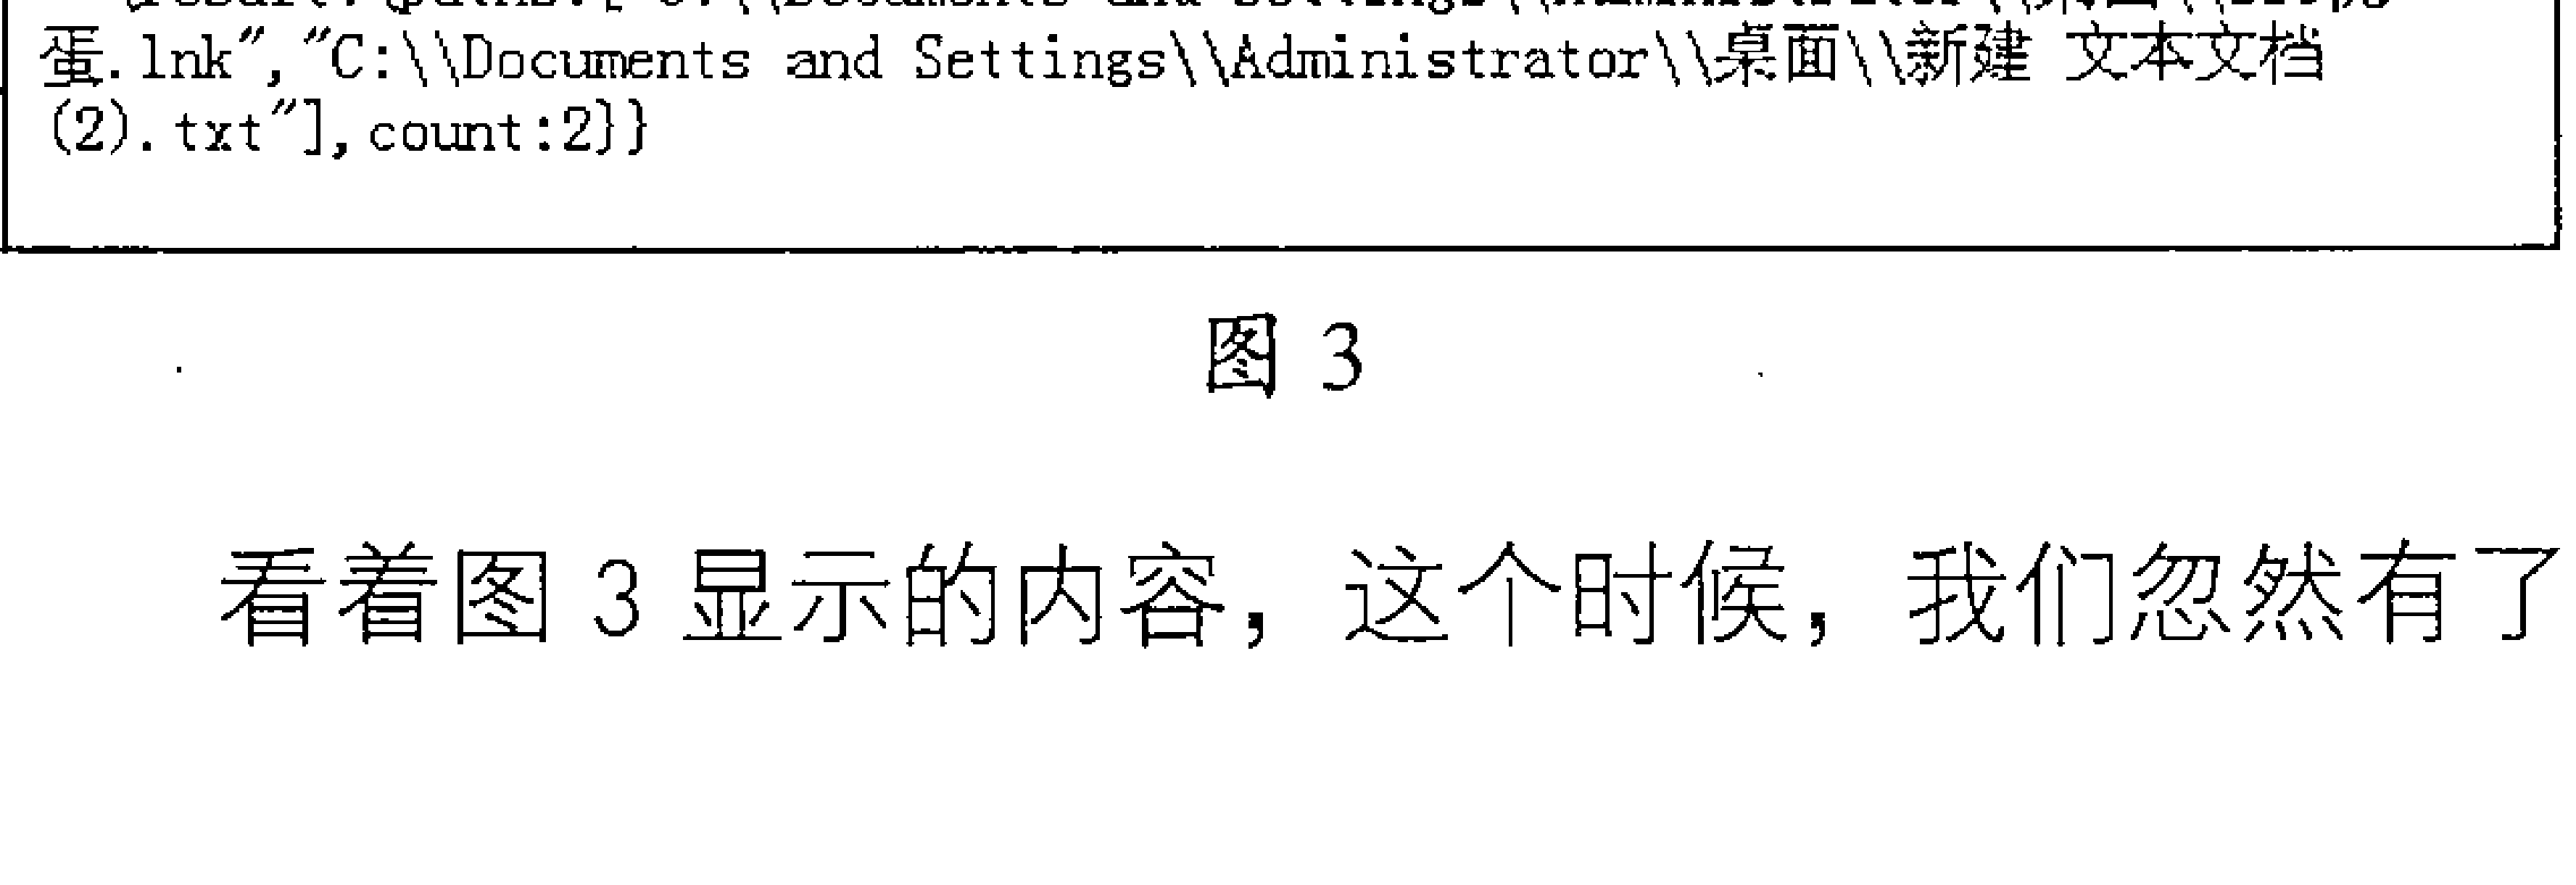 蛋.lnk","C:\\Documents and Settings\\Administrator\\桌面\\新建 文本文档
(2).txt"],count:2}}
图 3
看着图 3 显示的内容，这个时候，我们忽然有了